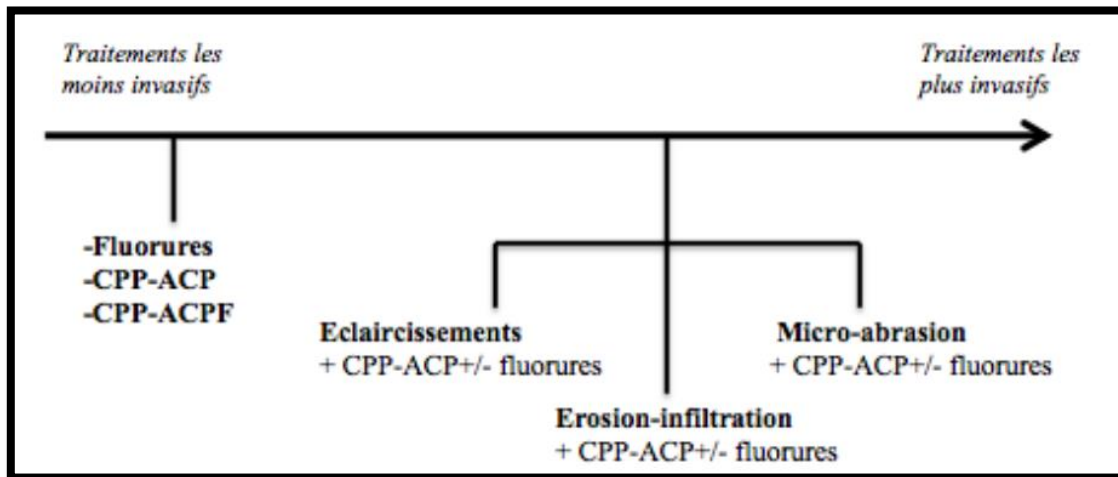 Traitements les
moins invasifs
Traitements les
plus invasifs
-Fluorures
-CPP-ACP
-CPP-ACPF
Eclaircissements
+ CPP-ACP+/- fluorures
Micro-abrasion
+ CPP-ACP+/- fluorures
Erosion-infiltration
+ CPP-ACP+/- fluorures